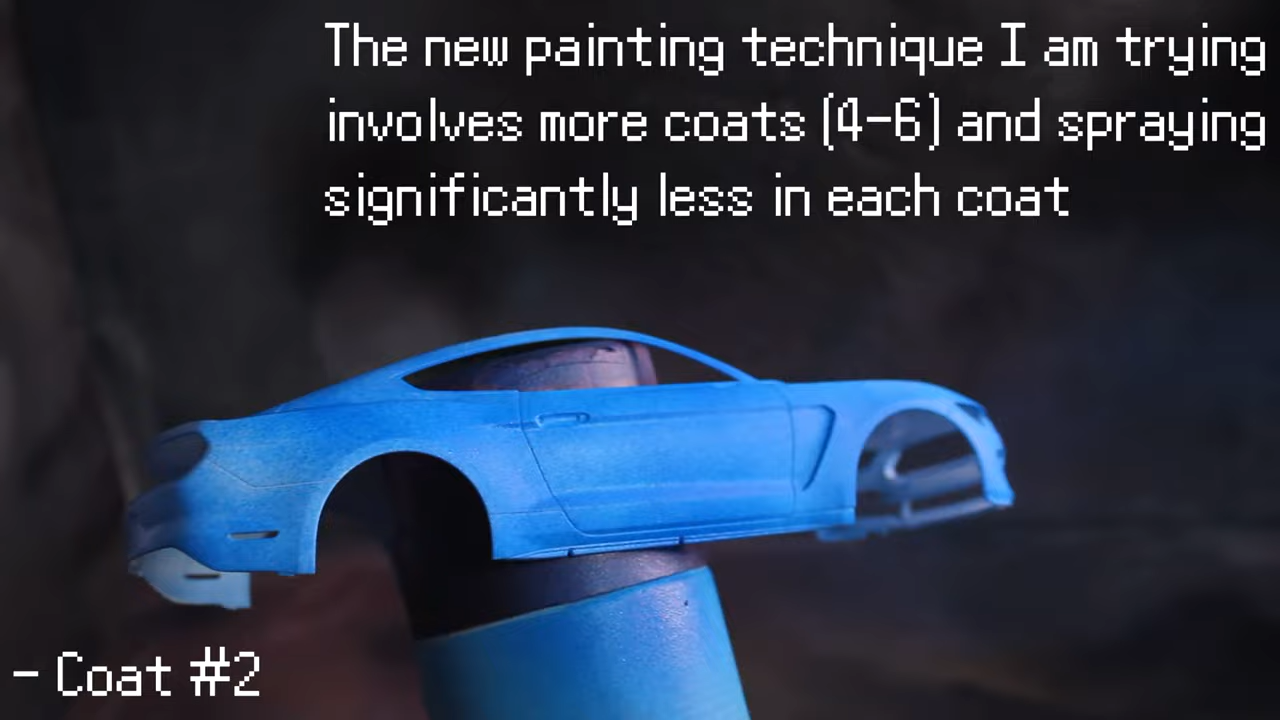 The new painting technique I am trying
involves more coats (4-6) and spraying
significantly less in each coat
- Coat #2